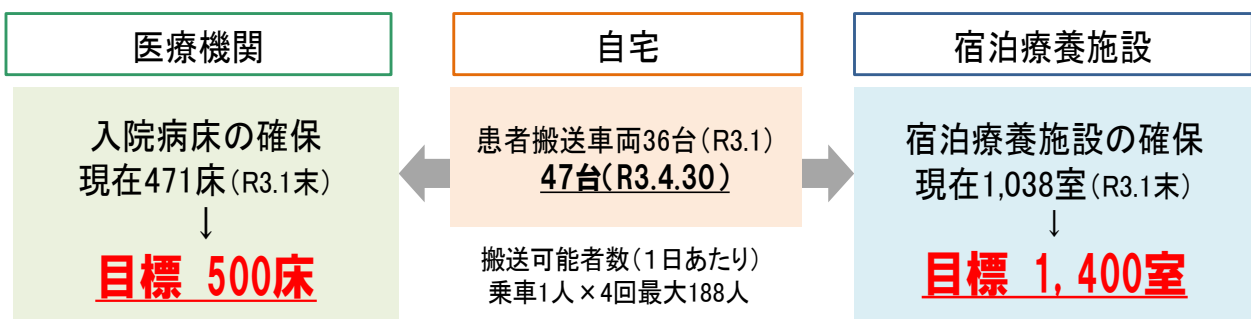 医療機関
入院病床の確保
現在471床(R3.1末)
↓
目標 500床
自宅
患者搬送車両36台(R3.1)
47台(R3.4.30)
搬送可能者数(1日あたり)
乗車1人×4回最大188人
宿泊療養施設
宿泊療養施設の確保
現在1,038室(R3.1末)
↓
目標 1,400室